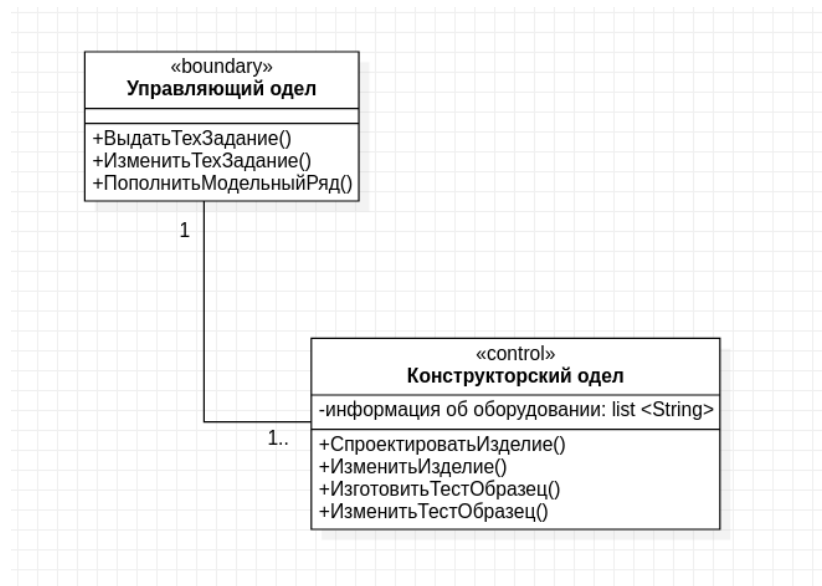 «boundary»
Управляющий одел
+ВыдатьТехЗадание()
+ИзменитьТехЗадание()
+ПополнитьМодельныйРяд()
1
1..
«control»
Конструкторский одел
-информация об оборудовании: list <String>
+СпроектироватьИзделие()
+ИзменитьИзделие()
+ИзготовитьТестОбразец()
+ИзменитьТестОбразец()